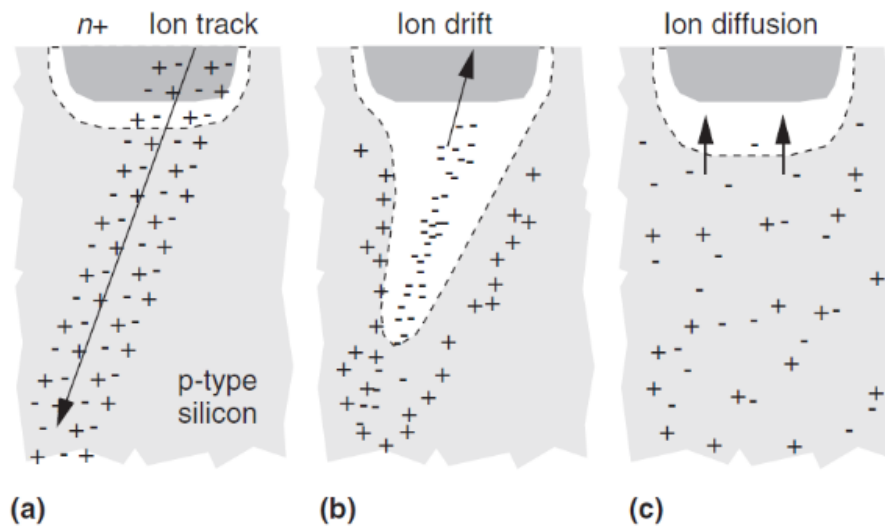 n+ Ion track
Ion drift
Ion diffusion
p-type
silicon
(a)
(b)
(c)